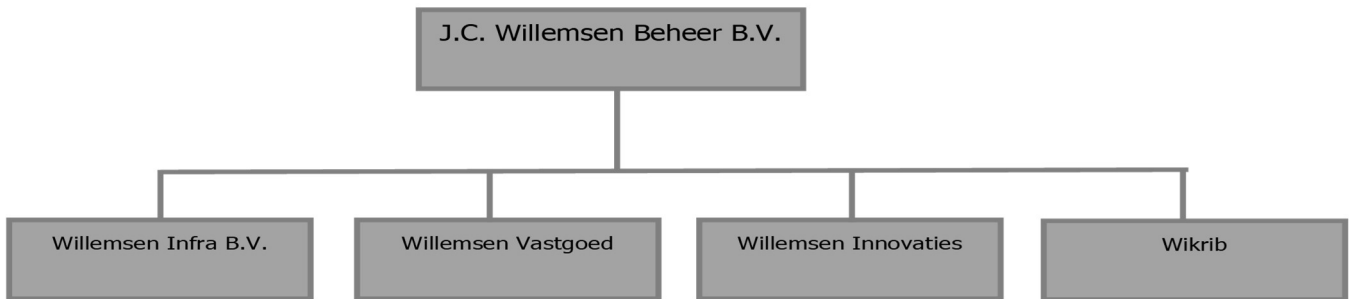 J.C. Willemsen Beheer B.V.
Willemsen Infra B.V.
Willemsen Vastgoed
Willemsen Innovaties
Wikrib